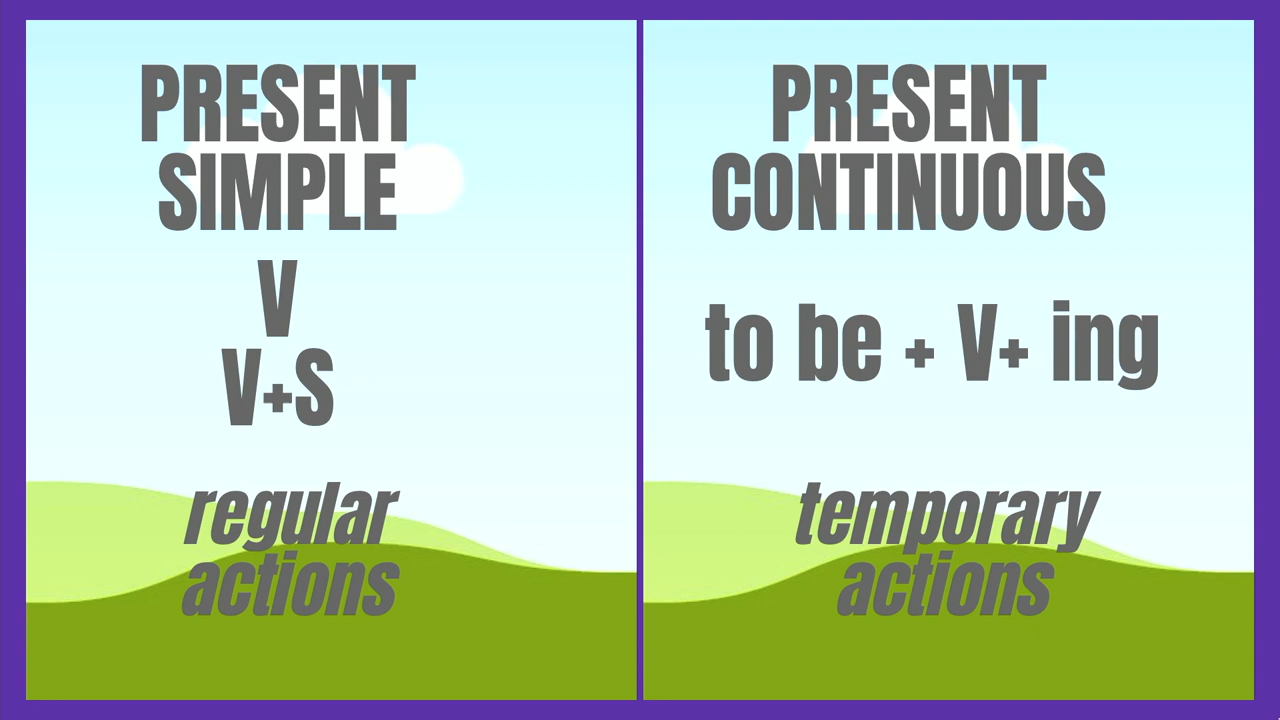 PRESENT
SIMPLE
V
V+S
regular
actions
PRESENT
CONTINUOUS
to be + V+ ing
temporary
actions